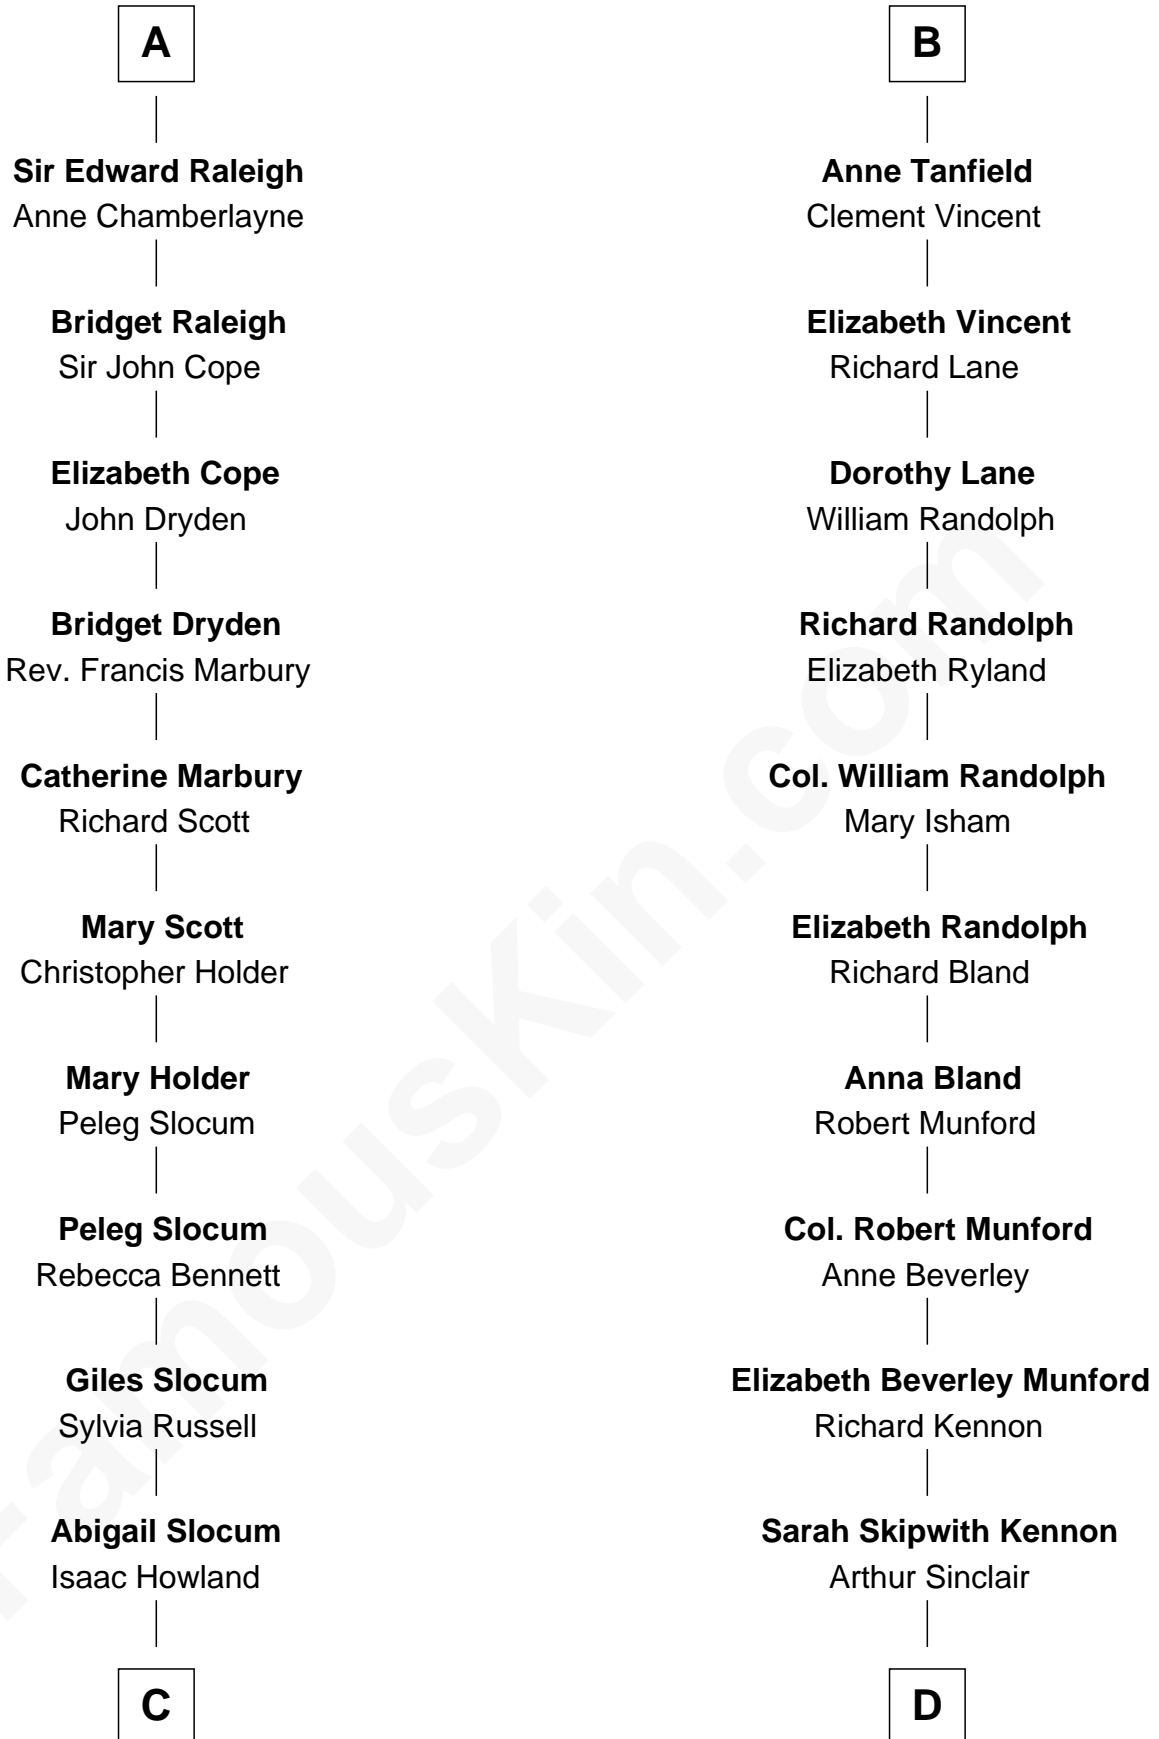 A
Sir Edward Raleigh
Anne Chamberlayne
Bridget Raleigh
Sir John Cope
Elizabeth Cope
John Dryden
Bridget Dryden
Rev. Francis Marbury
Catherine Marbury
Richard Scott
Mary Scott
Christopher Holder
Mary Holder
Peleg Slocum
Peleg Slocum
Rebecca Bennett
Giles Slocum
Sylvia Russell
Abigail Slocum
Isaac Howland
C
B
Anne Tanfield
Clement Vincent
Elizabeth Vincent
Richard Lane
Dorothy Lane
William Randolph
Richard Randolph
Elizabeth Ryland
Col. William Randolph
Mary Isham
Elizabeth Randolph
Richard Bland
Anna Bland
Robert Munford
Col. Robert Munford
Anne Beverley
Elizabeth Beverley Munford
Richard Kennon
Sarah Skipwith Kennon
Arthur Sinclair
D
FamousKin.com